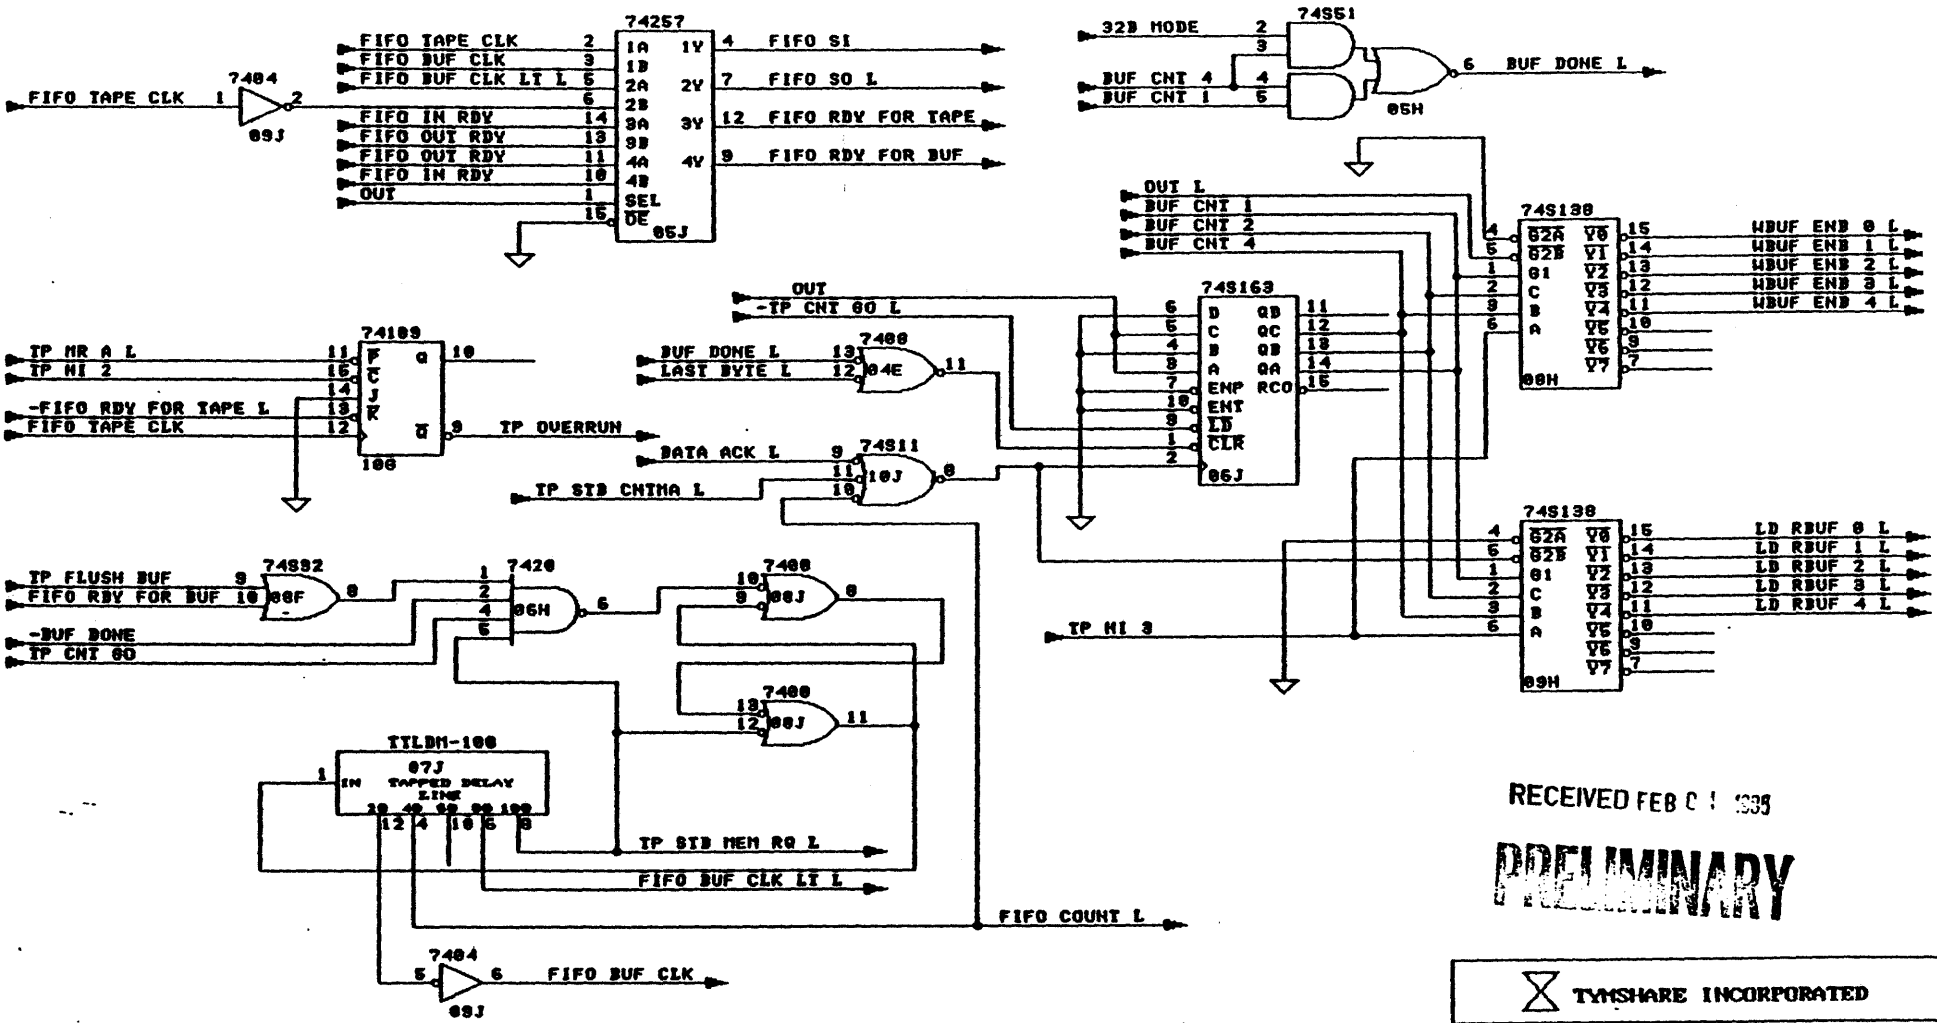 74257
FIFO TAPE CLK 2 1A 1Y 4 FIFO SI
FIFO BUF CLK 3 1B
FIFO BUF CLK LT L 5 2A 2Y 7 FIFO SO L
6 2B
FIFO IN RDY 14 3A 3Y 12 FIFO RDY FOR TAPE
FIFO OUT RDY 13 3B
FIFO OUT RDY 11 4A 4Y 9 FIFO RDY FOR BUF
FIFO IN RDY 10 4B
OUT 1 SEL
15 OE
05J
7404
FIFO TAPE CLK 1 2
09J
74S51
32B MODE 2
3
BUF CNT 4 4
BUF CNT 1 5
6 BUF DONE L
05H
OUT L
BUF CNT 1
BUF CNT 2
BUF CNT 4
74S138
4 G2A Y0 15 WBUF ENB 0 L
5 G2B Y1 14 WBUF ENB 1 L
1 G1 Y2 13 WBUF ENB 2 L
2 C Y3 12 WBUF ENB 3 L
3 B Y4 11 WBUF ENB 4 L
6 A Y5 10
Y6 9
Y7 7
08H
OUT
-TP CNT GO L
74S163
6 D QD 11
5 C QC 12
4 B QB 13
3 A QA 14
7 ENP RCO 15
10 ENT
9 LD
1 CLR
2
06J
74109
TP MR A L 11 P Q 10
TP HI 2 15 C
14 J
-FIFO RDY FOR TAPE L 13 K
FIFO TAPE CLK 12 Q 9 TP OVERRUN
10G
7400
BUF DONE L 13
LAST BYTE L 12
04E 11
74S11
DATA ACK L 9
TP STB CNTMA L 11
10
10J 8
74S32
TP FLUSH BUF 9
FIFO RDY FOR BUF 10
08F 8
-BUF DONE
TP CNT GO
7420
1
2
4
5
06H 6
7400
10
9
08J 8
7400
13
12
08J 11
74S138
4 G2A Y0 15 LD RBUF 0 L
5 G2B Y1 14 LD RBUF 1 L
1 G1 Y2 13 LD RBUF 2 L
2 C Y3 12 LD RBUF 3 L
3 B Y4 11 LD RBUF 4 L
6 A Y5 10
Y6 9
Y7 7
09H
TP HI 3
TTLDM-100
07J
1 IN TAPPED DELAY
LINE
20 40 60 80 100
12 4 10 6 8
TP STB MEM RQ L
FIFO BUF CLK LT L
FIFO COUNT L
7404
5 6 FIFO BUF CLK
09J
RECEIVED FEB
PRELIMINARY
TYMSHARE INCORPORATED